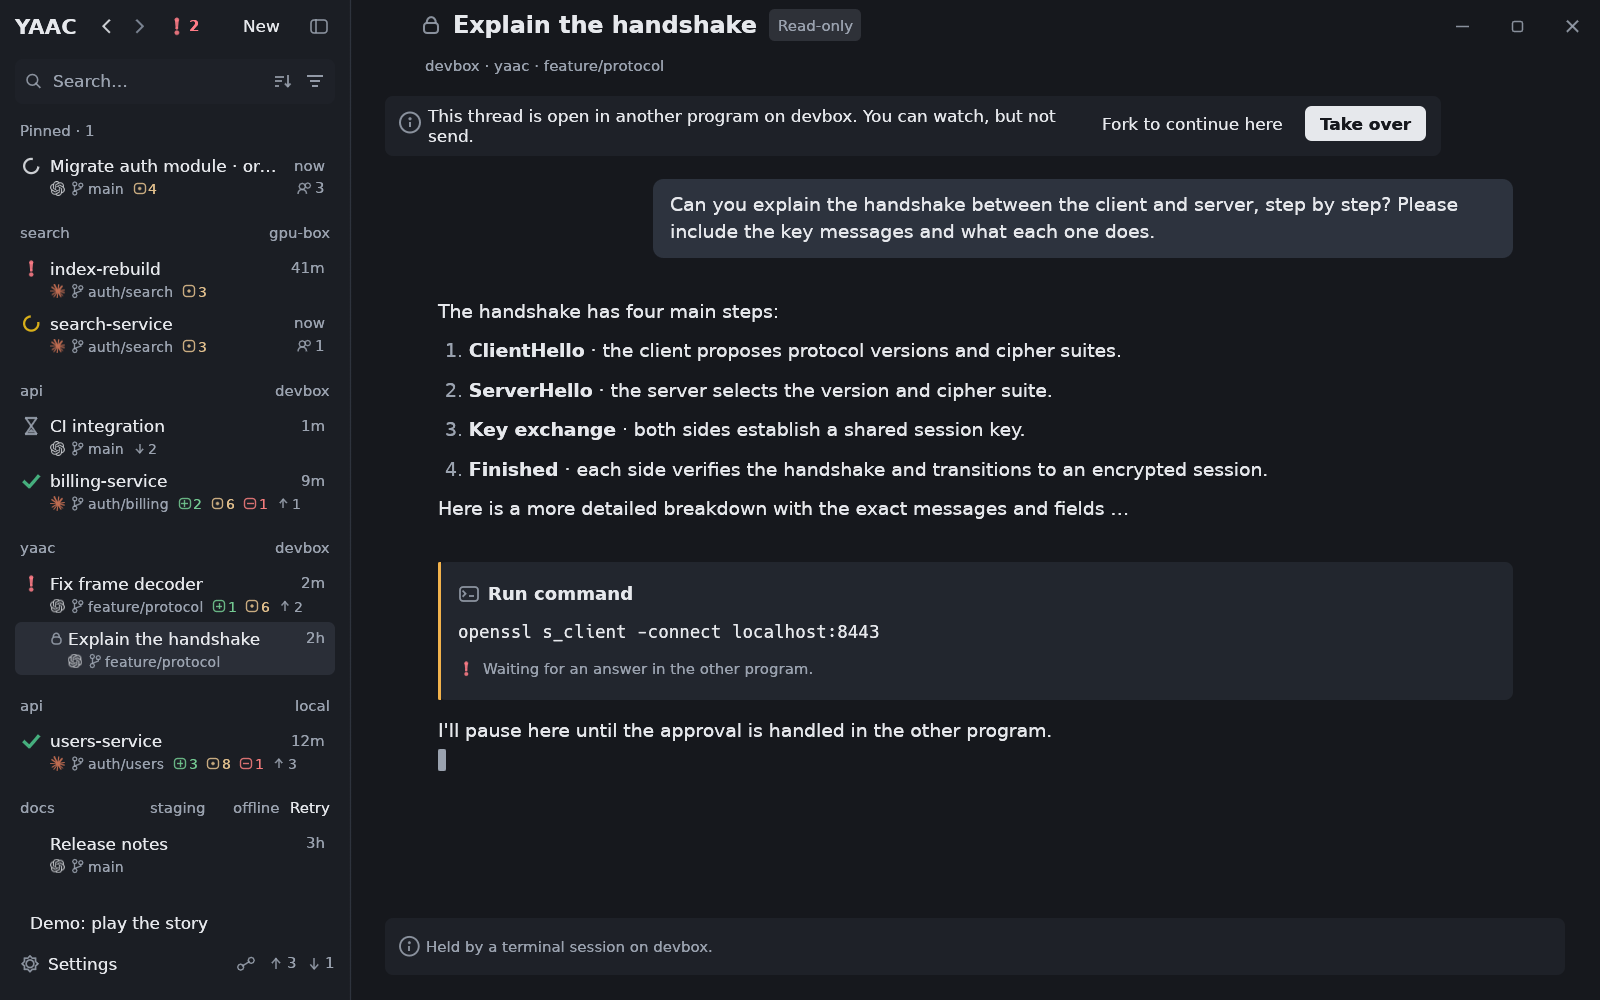 YAAC
2
New
Search...
Pinned · 1
Migrate auth module · or... now
main 4 3
search gpu-box
index-rebuild 41m
auth/search 3
search-service now
auth/search 3 1
api devbox
CI integration 1m
main ↓2
billing-service 9m
auth/billing 2 6 1 ↑1
yaac devbox
Fix frame decoder 2m
feature/protocol 1 6 ↑2
Explain the handshake 2h
feature/protocol
api local
users-service 12m
auth/users 3 8 1 ↑3
docs staging offline Retry
Release notes 3h
main
Demo: play the story
Settings ↑3 ↓1
Explain the handshake Read-only
devbox · yaac · feature/protocol
This thread is open in another program on devbox. You can watch, but not
send.
Fork to continue here Take over
Can you explain the handshake between the client and server, step by step? Please
include the key messages and what each one does.
The handshake has four main steps:
1. ClientHello · the client proposes protocol versions and cipher suites.
2. ServerHello · the server selects the version and cipher suite.
3. Key exchange · both sides establish a shared session key.
4. Finished · each side verifies the handshake and transitions to an encrypted session.
Here is a more detailed breakdown with the exact messages and fields ...
Run command
openssl s_client -connect localhost:8443
Waiting for an answer in the other program.
I'll pause here until the approval is handled in the other program.
Held by a terminal session on devbox.